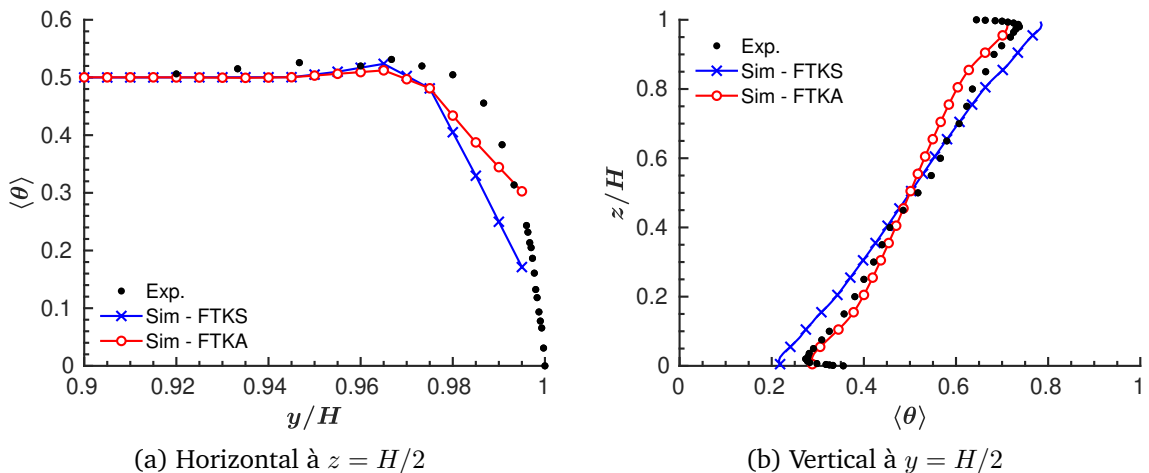 0.6
0.5
0.4
0.3
0.2
0.1
0
⟨θ⟩
Exp.
Sim - FTKS
Sim - FTKA
0.9 0.92 0.94 0.96 0.98 1
y/H
(a) Horizontal à z = H/2
1
0.8
0.6
0.4
0.2
0
z/H
Exp.
Sim - FTKS
Sim - FTKA
0 0.2 0.4 0.6 0.8 1
⟨θ⟩
(b) Vertical à y = H/2